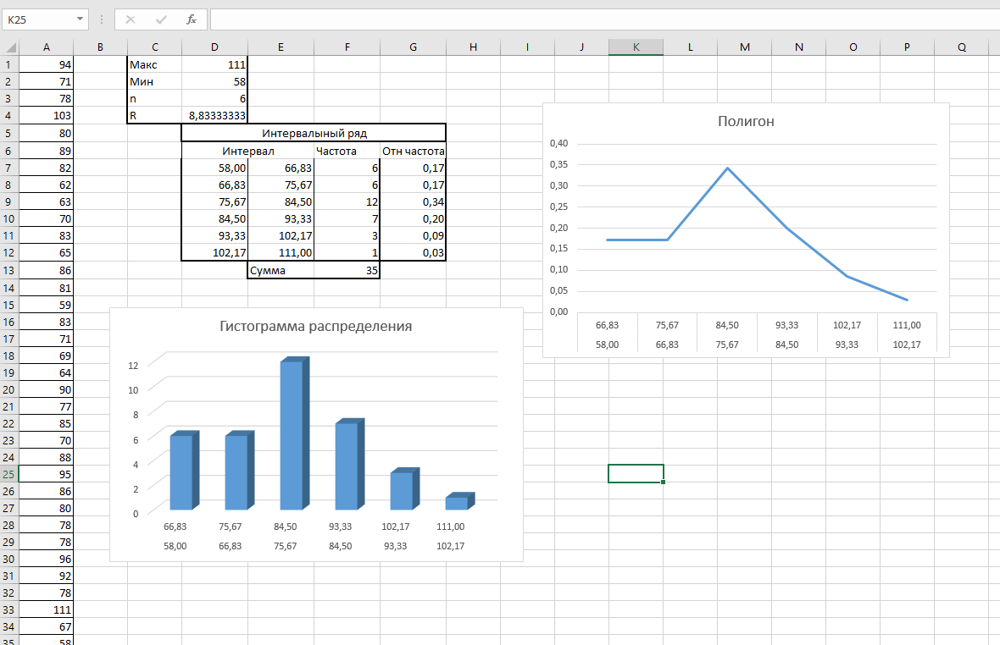 K25 fx
A B C D E F G H I J K L M N O P Q
1 94 Макс 111
2 71 Мин 58
3 78 n 6
4 103 R 8,83333333
5 80 Интервалыный ряд
6 89 Интервал Частота Отн частота
7 82 58,00 66,83 6 0,17
8 62 66,83 75,67 6 0,17
9 63 75,67 84,50 12 0,34
10 70 84,50 93,33 7 0,20
11 83 93,33 102,17 3 0,09
12 65 102,17 111,00 1 0,03
13 86 Сумма 35
14 81
15 59
16 83
17 71
18 69
19 64
20 90
21 77
22 85
23 70
24 88
25 95
26 86
27 80
28 78
29 78
30 96
31 92
32 78
33 111
34 67
35 58
Полигон
0,40
0,35
0,30
0,25
0,20
0,15
0,10
0,05
0,00
66,83 75,67 84,50 93,33 102,17 111,00
58,00 66,83 75,67 84,50 93,33 102,17
Гистограмма распределения
12
10
8
6
4
2
0
66,83 75,67 84,50 93,33 102,17 111,00
58,00 66,83 75,67 84,50 93,33 102,17